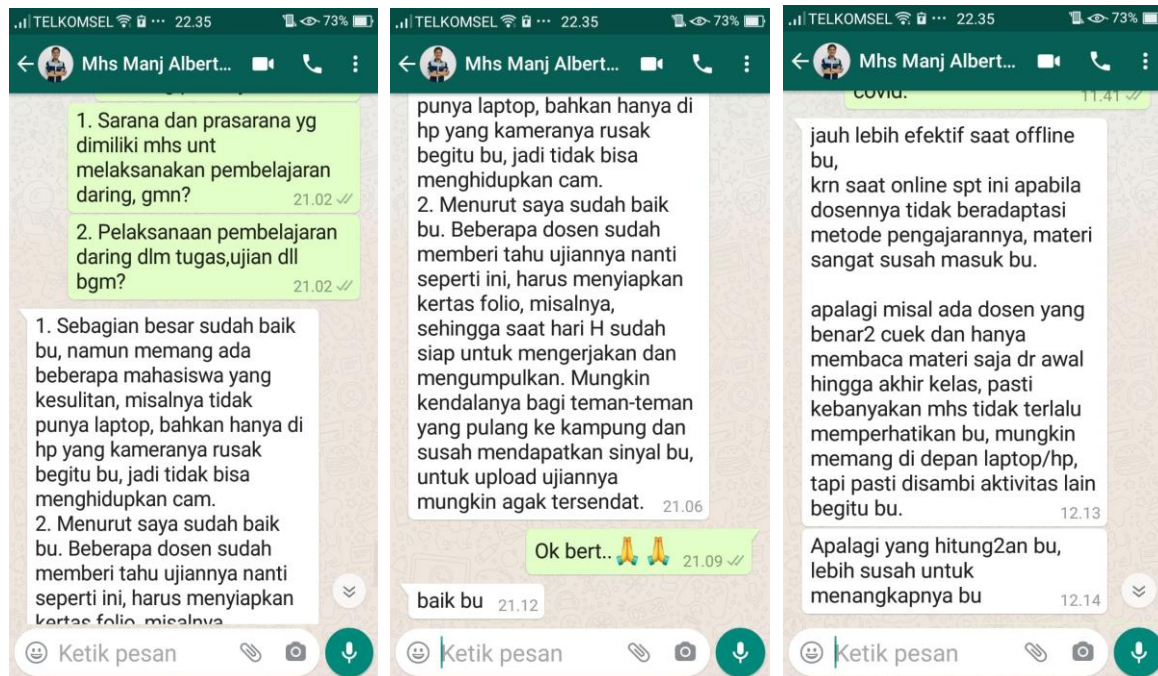 TELKOMSEL ... 22.35 73%
Mhs Manj Albert...
1. Sarana dan prasarana yg
dimiliki mhs unt
melaksanakan pembelajaran
daring, gmn?
21.02
2. Pelaksanaan pembelajaran
daring dlm tugas,ujian dll
bgm?
21.02
1. Sebagian besar sudah baik
bu, namun memang ada
beberapa mahasiswa yang
kesulitan, misalnya tidak
punya laptop, bahkan hanya di
hp yang kameranya rusak
begitu bu, jadi tidak bisa
menghidupkan cam.
2. Menurut saya sudah baik
bu. Beberapa dosen sudah
memberi tahu ujiannya nanti
seperti ini, harus menyiapkan
kertas folio, misalnya,
Ketik pesan
TELKOMSEL ... 22.35 73%
Mhs Manj Albert...
punya laptop, bahkan hanya di
hp yang kameranya rusak
begitu bu, jadi tidak bisa
menghidupkan cam.
2. Menurut saya sudah baik
bu. Beberapa dosen sudah
memberi tahu ujiannya nanti
seperti ini, harus menyiapkan
kertas folio, misalnya,
sehingga saat hari H sudah
siap untuk mengerjakan dan
mengumpulkan. Mungkin
kendalanya bagi teman-teman
yang pulang ke kampung dan
susah mendapatkan sinyal bu,
untuk upload ujiannya
mungkin agak tersendat.
21.06
Ok bert..🙏 🙏
21.09
baik bu
21.12
Ketik pesan
TELKOMSEL ... 22.35 73%
Mhs Manj Albert...
covid.
11.41
jauh lebih efektif saat offline
bu,
krn saat online spt ini apabila
dosennya tidak beradaptasi
metode pengajarannya, materi
sangat susah masuk bu.
apalagi misal ada dosen yang
benar2 cuek dan hanya
membaca materi saja dr awal
hingga akhir kelas, pasti
kebanyakan mhs tidak terlalu
memperhatikan bu, mungkin
memang di depan laptop/hp,
tapi pasti disambi aktivitas lain
begitu bu.
12.13
Apalagi yang hitung2an bu,
lebih susah untuk
menangkapnya bu
12.14
Ketik pesan